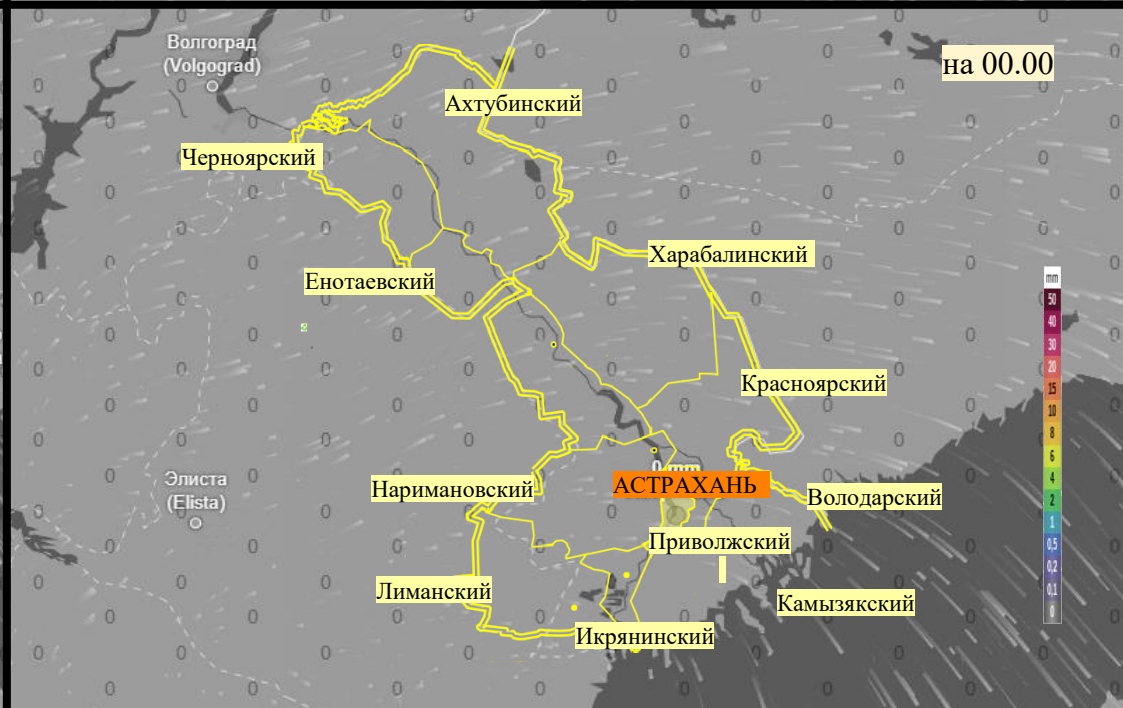 Волгоград
(Volgograd)
на 00.00
Ахтубинский
Черноярский
Харабалинский
Енотаевский
mm
50
40
30
20
15
10
8
6
4
2
1
0,5
0,2
0,1
0
Красноярский
0 mm
Элиста
(Elista)
Наримановский
АСТРАХАНЬ
Володарский
Приволжский
Лиманский
Камызякский
Икрянинский